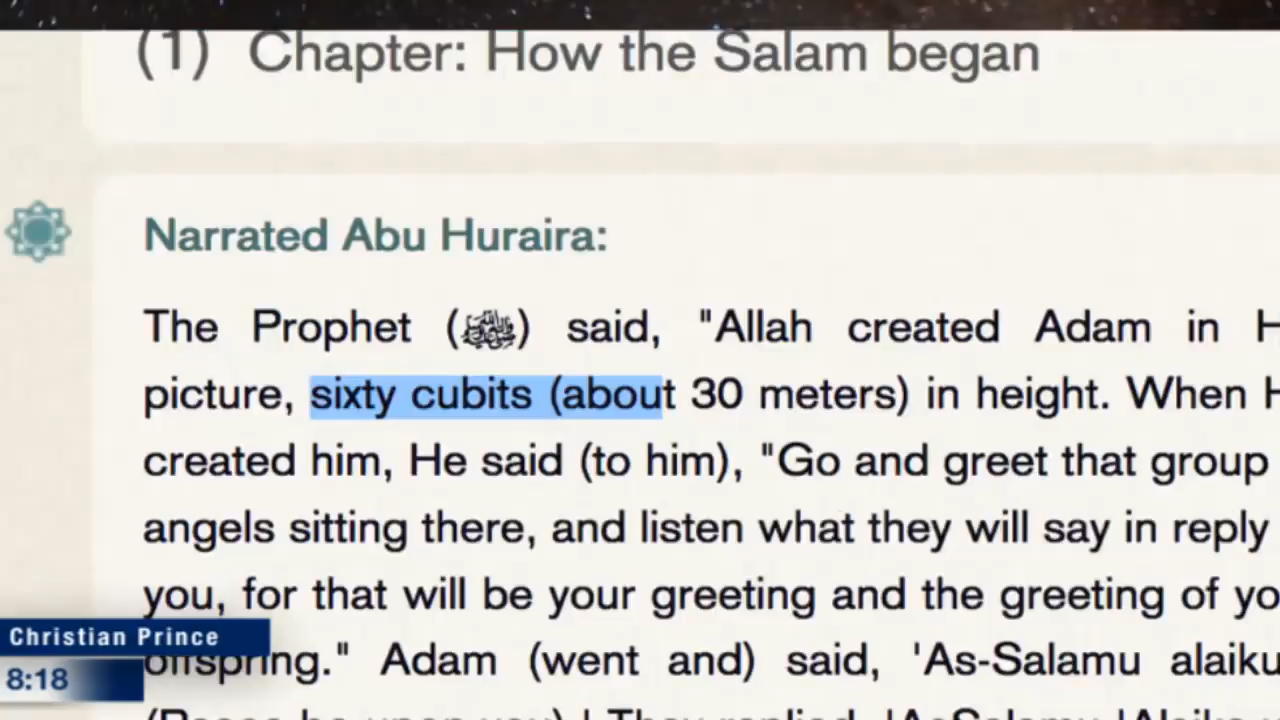 (1) Chapter: How the Salam began
Narrated Abu Huraira:
The Prophet (ﷺ) said, "Allah created Adam in
picture, sixty cubits (about 30 meters) in height. When
created him, He said (to him), "Go and greet that group
angels sitting there, and listen what they will say in reply
you, for that will be your greeting and the greeting of
offspring." Adam (went and) said, 'As-Salamu
Christian Prince
8:18